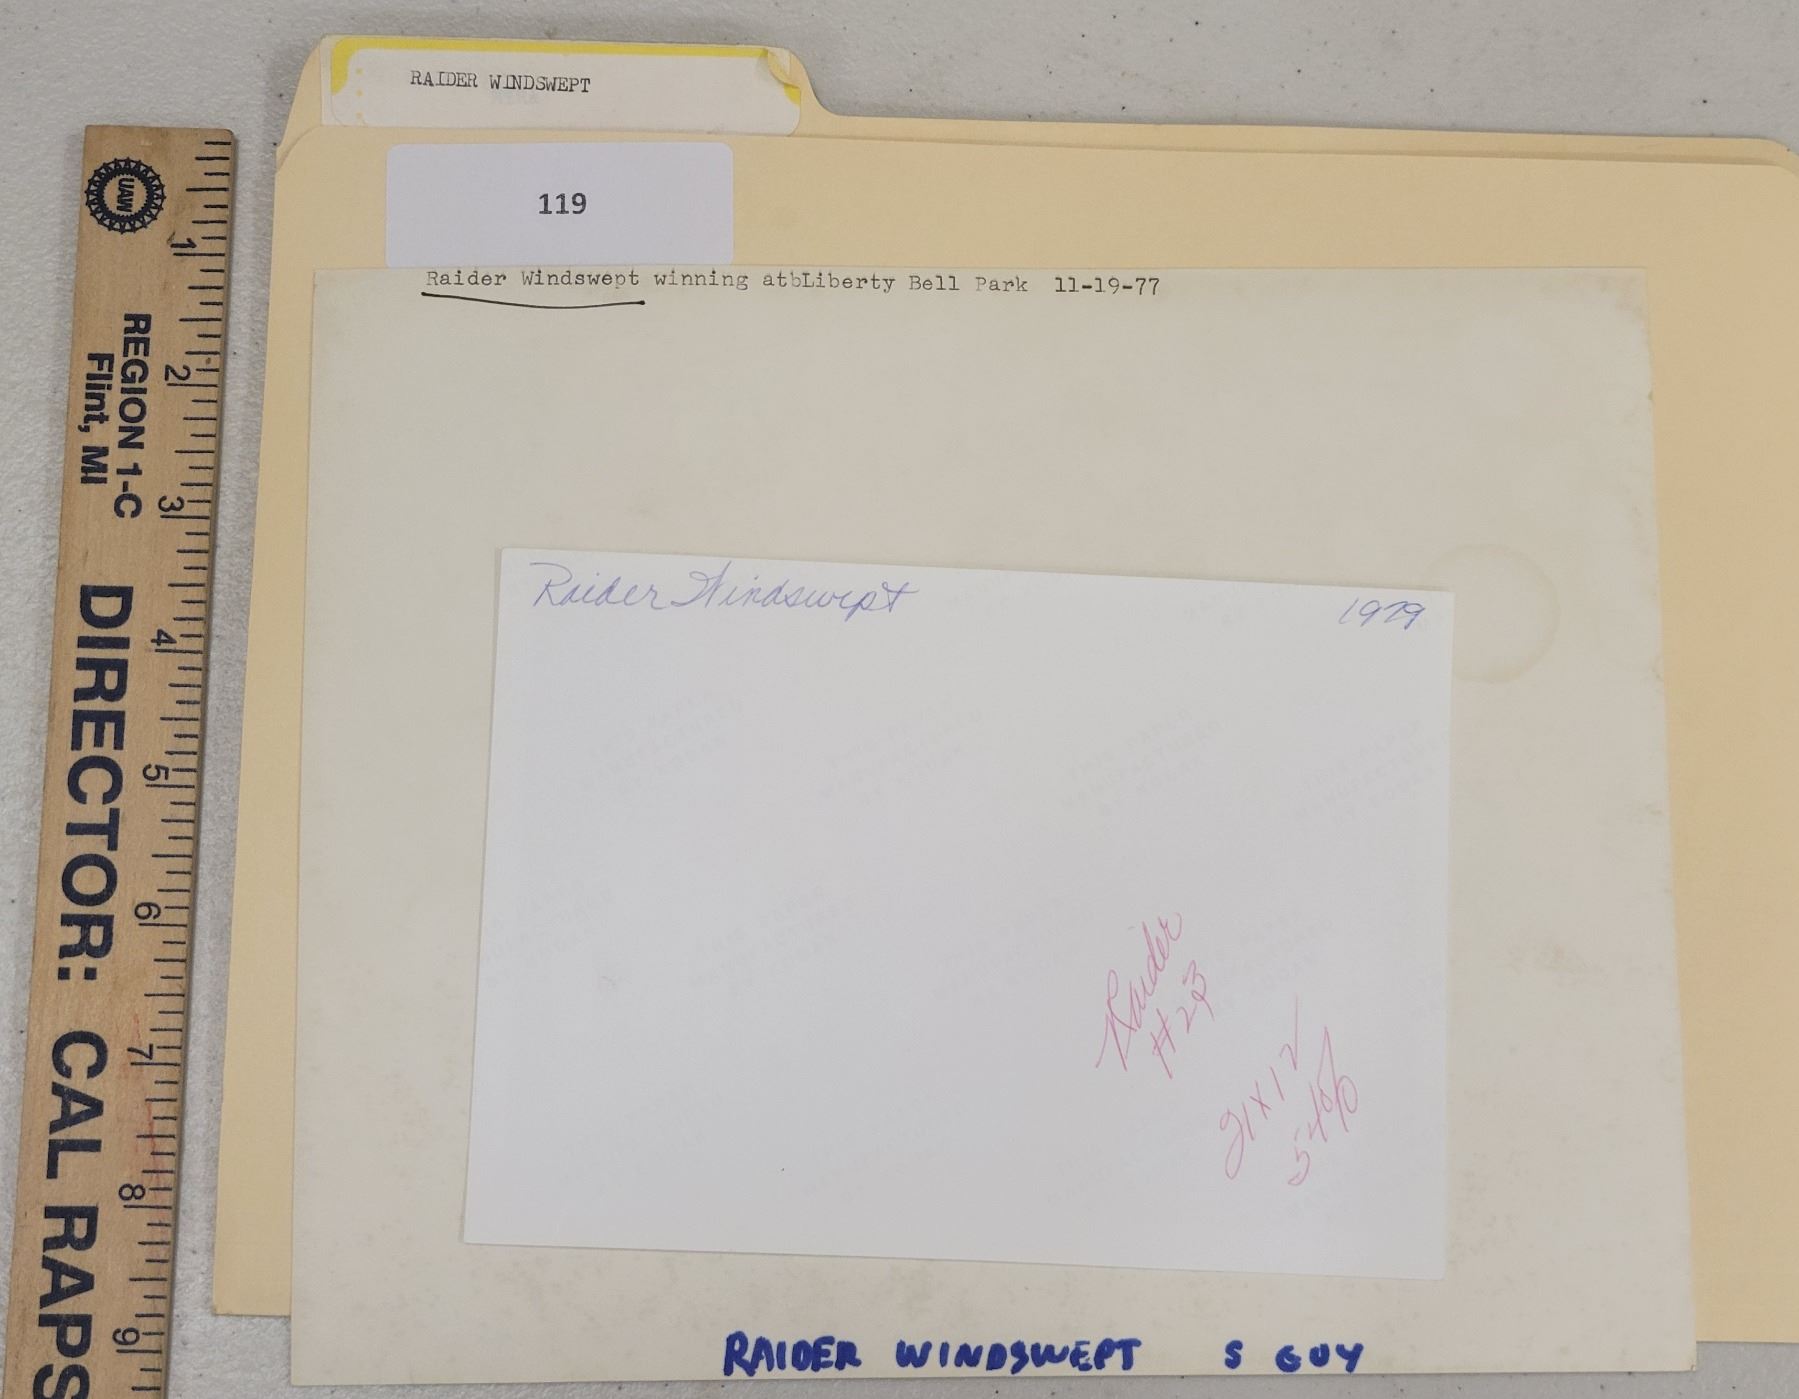 RAIDER WINDSWEPT
119
Raider Windswept winning atbLiberty Bell Park 11-19-77
Raider Windswept 1979
Raider
#23
21X12
RAIDER WINDSWEPT S GUY
UAW
REGION 1-C
Flint, MI
DIRECTOR: CAL RAPS
1
2
3
4
5
6
7
8
9